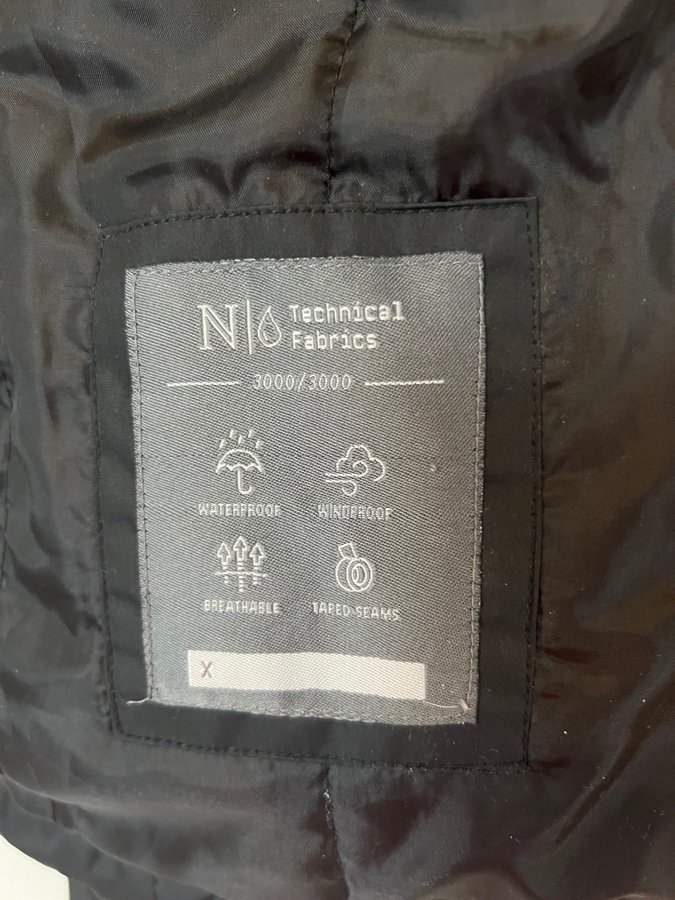 N Technical
Fabrics
3000/3000
WATERPROOF WINDPROOF
BREATHABLE TAPED SEAMS
X